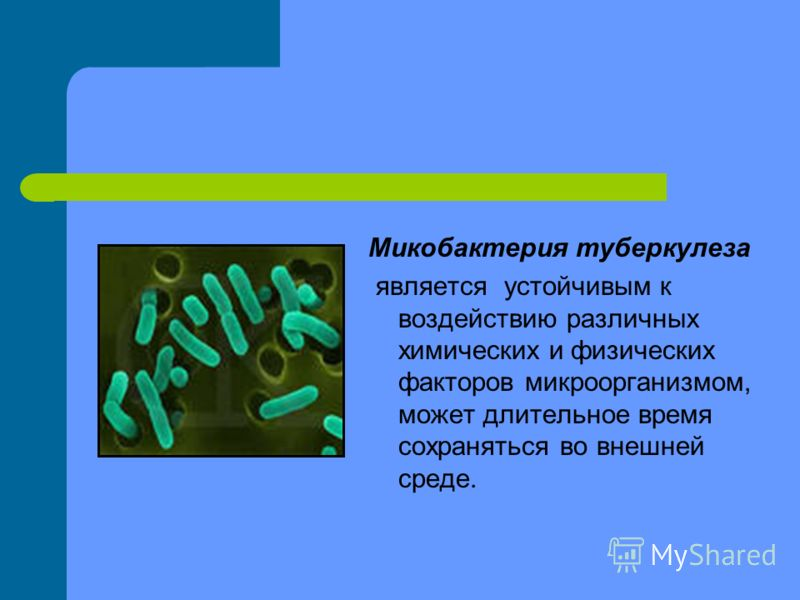 Микобактерия туберкулеза
является устойчивым к
воздействию различных
химических и физических
факторов микроорганизмом,
может длительное время
сохраняться во внешней
среде.
MyShared